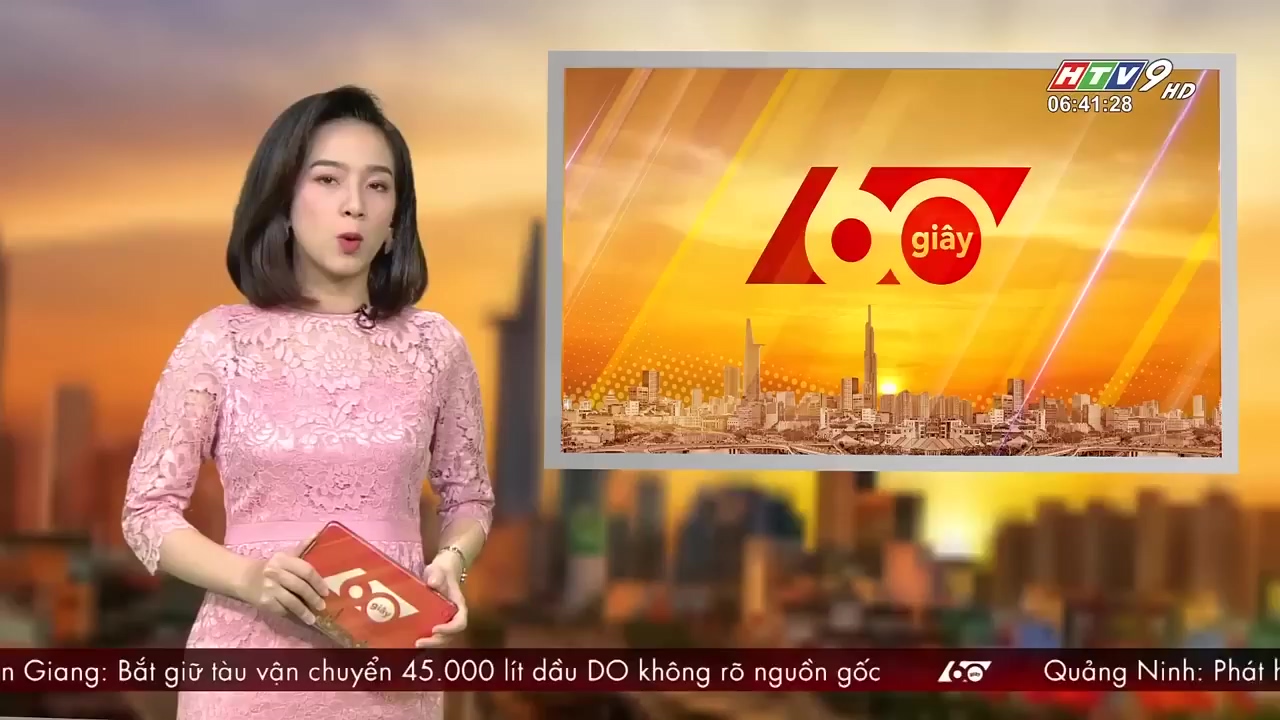 HTV9 HD
06:41:28
60 giây
60 giây
n Giang: Bắt giữ tàu vận chuyển 45.000 lít dầu DO không rõ nguồn gốc 60 giây Quảng Ninh: Phát h